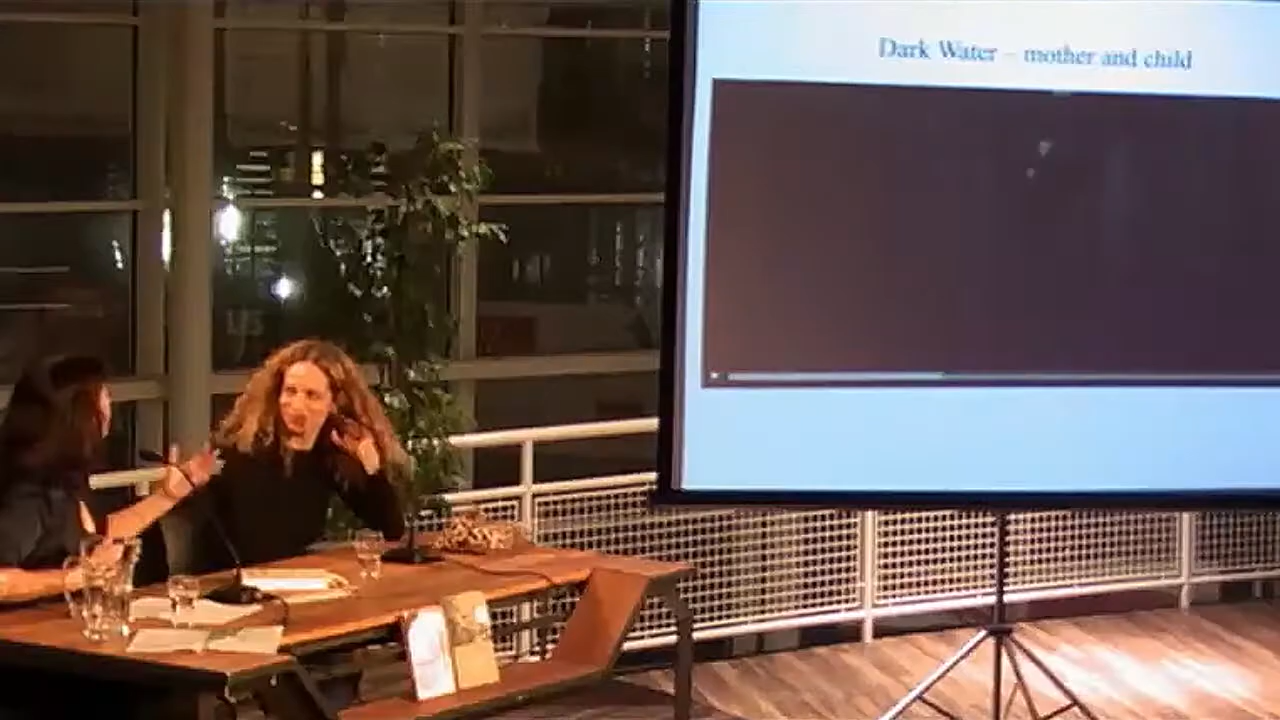 Dark Water – mother and child